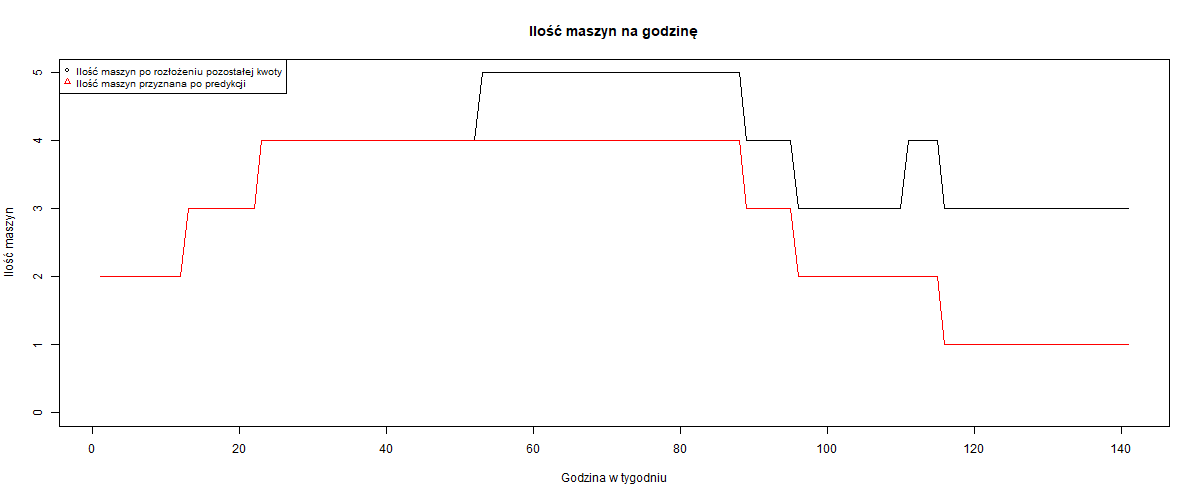 Ilość maszyn na godzinę
Ilość maszyn po rozłożeniu pozostałej kwoty
Ilość maszyn przyznana po predykcji
Ilość maszyn
5
4
3
2
1
0
0 20 40 60 80 100 120 140
Godzina w tygodniu